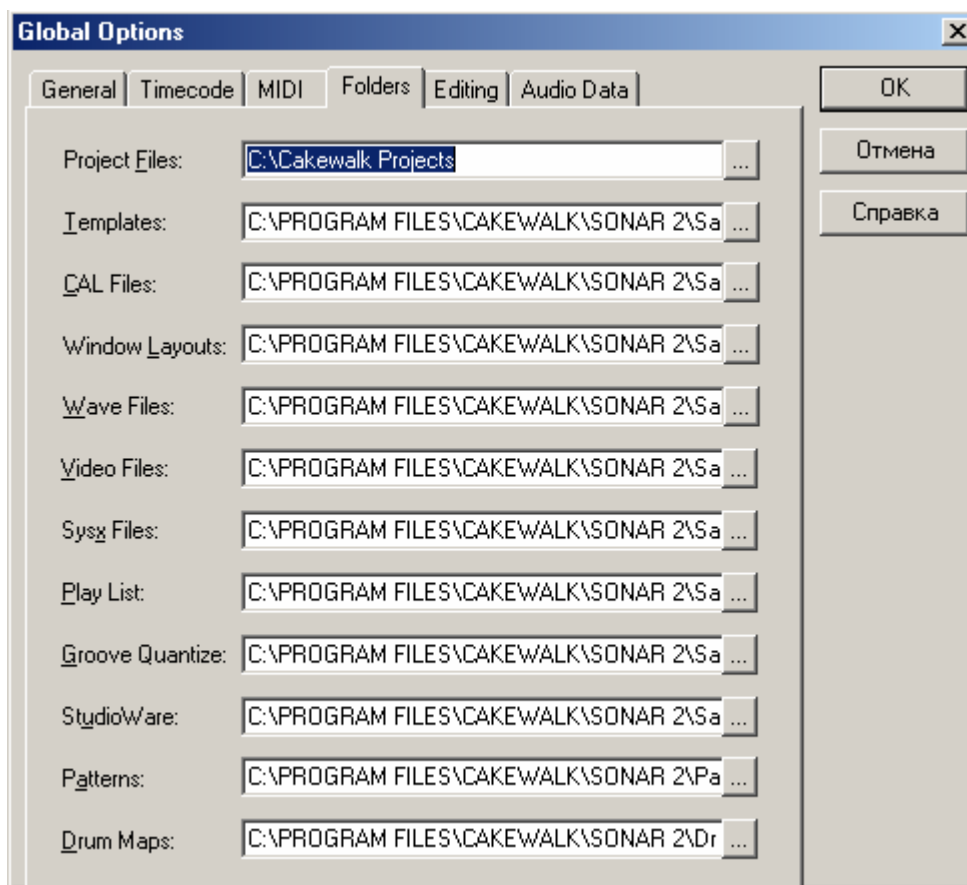 Global Options
General Timecode MIDI Folders Editing Audio Data
OK
Отмена
Справка
Project Files: C:\Cakewalk Projects ...
Templates: C:\PROGRAM FILES\CAKEWALK\SONAR 2\Sa ...
CAL Files: C:\PROGRAM FILES\CAKEWALK\SONAR 2\Sa ...
Window Layouts: C:\PROGRAM FILES\CAKEWALK\SONAR 2\Sa ...
Wave Files: C:\PROGRAM FILES\CAKEWALK\SONAR 2\Sa ...
Video Files: C:\PROGRAM FILES\CAKEWALK\SONAR 2\Sa ...
Sysx Files: C:\PROGRAM FILES\CAKEWALK\SONAR 2\Sa ...
Play List: C:\PROGRAM FILES\CAKEWALK\SONAR 2\Sa ...
Groove Quantize: C:\PROGRAM FILES\CAKEWALK\SONAR 2\Sa ...
StudioWare: C:\PROGRAM FILES\CAKEWALK\SONAR 2\Sa ...
Patterns: C:\PROGRAM FILES\CAKEWALK\SONAR 2\Pa ...
Drum Maps: C:\PROGRAM FILES\CAKEWALK\SONAR 2\Dr ...